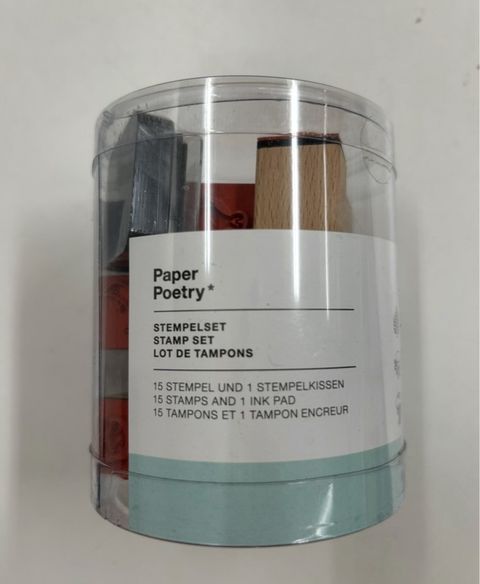 Paper
Poetry*
STEMPELSET
STAMP SET
LOT DE TAMPONS
15 STEMPEL UND 1 STEMPELKISSEN
15 STAMPS AND 1 INK PAD
15 TAMPONS ET 1 TAMPON ENCREUR